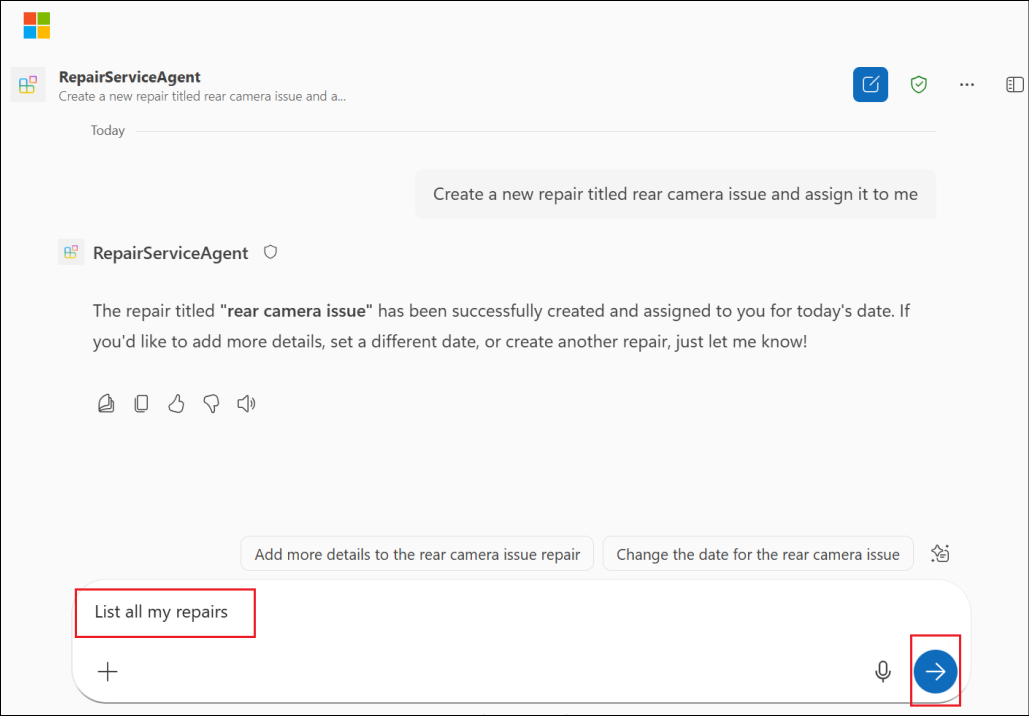 RepairServiceAgent
Create a new repair titled rear camera issue and a...
Today
Create a new repair titled rear camera issue and assign it to me
RepairServiceAgent
The repair titled "rear camera issue" has been successfully created and assigned to you for today's date. If
you'd like to add more details, set a different date, or create another repair, just let me know!
Add more details to the rear camera issue repair
Change the date for the rear camera issue
List all my repairs